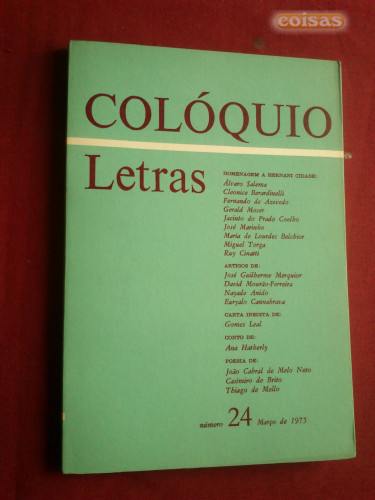 coisas
COLÓQUIO
Letras
HOMENAGEM A HERNANI CIDADE:
Álvaro Salema
Cleonice Berardinelli
Fernando de Azevedo
Gerald Moser
Jacinto do Prado Coelho
José Marinho
Maria de Lourdes Belchior
Miguel Torga
Ruy Cinatti
ARTIGOS DE:
José Guilherme Merquior
David Mourão-Ferreira
Nayade Anido
Euryalo Cannabrava
CARTA INEDITA DE:
Gomes Leal
CONTO DE:
Ana Hatherly
POESIA DE:
João Cabral de Melo Neto
Casimiro de Brito
Thiago de Mello
número 24 Março de 1975